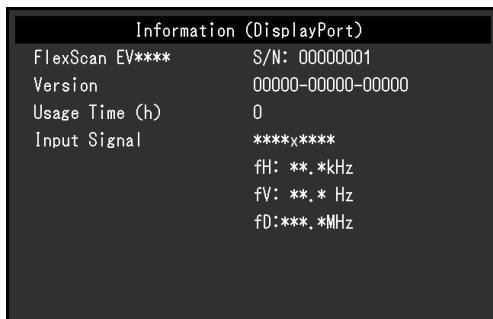 Information (DisplayPort)
FlexScan EV**** S/N: 00000001
Version 00000-00000-00000
Usage Time (h) 0
Input Signal ****x****
fH: **.*kHz
fV: **.* Hz
fD:***.*MHz